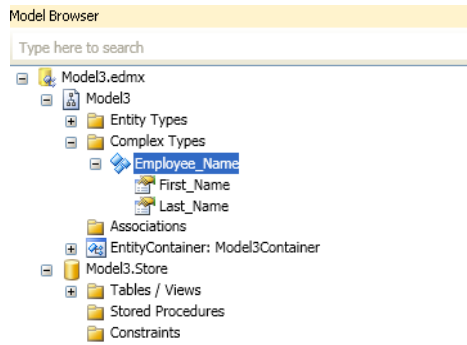 Model Browser
Type here to search
Model3.edmx
Model3
Entity Types
Complex Types
Employee_Name
First_Name
Last_Name
Associations
EntityContainer: Model3Container
Model3.Store
Tables / Views
Stored Procedures
Constraints